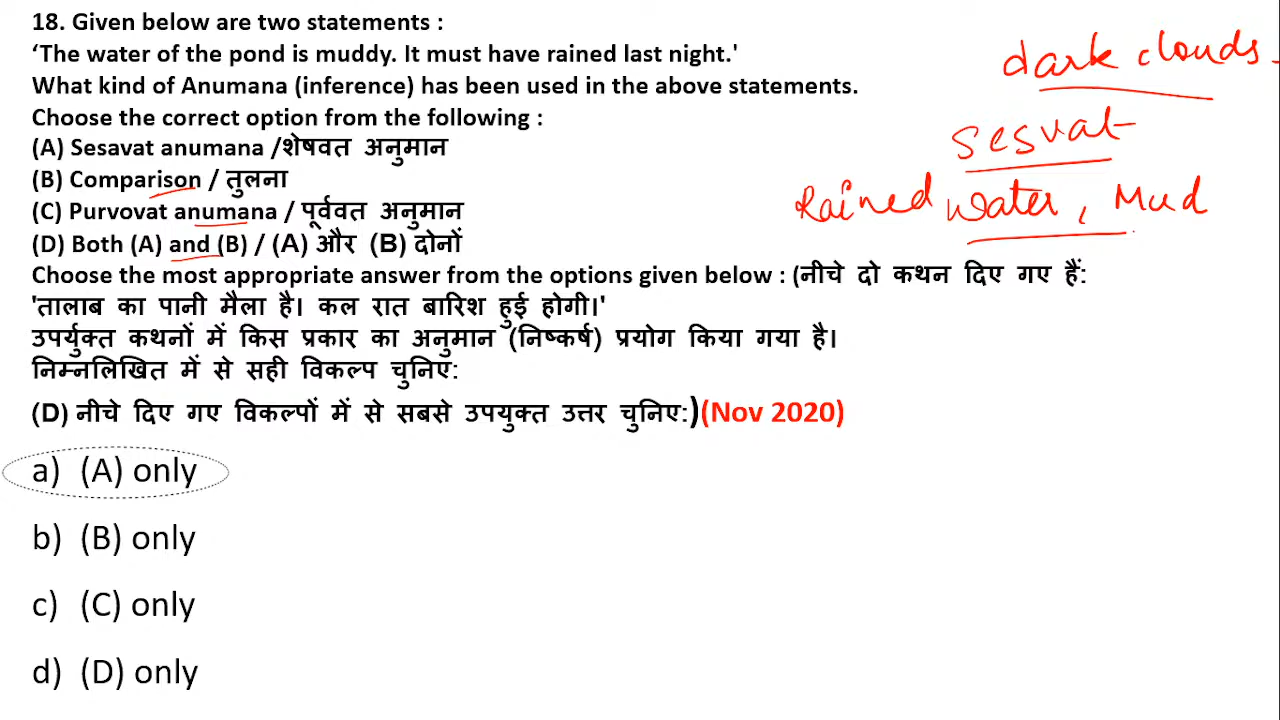 18. Given below are two statements :
‘The water of the pond is muddy. It must have rained last night.'
What kind of Anumana (inference) has been used in the above statements.
Choose the correct option from the following :
(A) Sesavat anumana /शेषवत अनुमान
(B) Comparison / तुलना
(C) Purvovat anumana / पूर्ववत अनुमान
(D) Both (A) and (B) / (A) और (B) दोनों
Choose the most appropriate answer from the options given below : (नीचे दो कथन दिए गए हैं:
'तालाब का पानी मैला है। कल रात बारिश हुई होगी।'
उपर्युक्त कथनों में किस प्रकार का अनुमान (निष्कर्ष) प्रयोग किया गया है।
निम्नलिखित में से सही विकल्प चुनिए:
(D) नीचे दिए गए विकल्पों में से सबसे उपयुक्त उत्तर चुनिए:)(Nov 2020)
a) (A) only
b) (B) only
c) (C) only
d) (D) only
dark clouds
Sesvat
Rained water, Mud